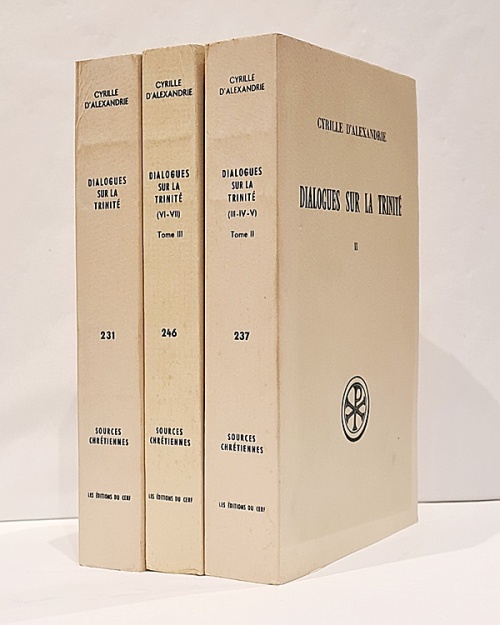 CYRILLE
D'ALEXANDRIE
DIALOGUES
SUR LA
TRINITÉ
231
SOURCES
CHRÉTIENNES
LES ÉDITIONS DU CERF
CYRILLE
D'ALEXANDRIE
DIALOGUES
SUR LA
TRINITÉ
(VI-VII)
Tome III
246
SOURCES
CHRÉTIENNES
LES ÉDITIONS DU CERF
CYRILLE
D'ALEXANDRIE
DIALOGUES
SUR LA
TRINITÉ
(II-IV-V)
Tome II
237
SOURCES
CHRÉTIENNES
LES ÉDITIONS DU CERF
CYRILLE D'ALEXANDRIE
DIALOGUES SUR LA TRINITÉ
II